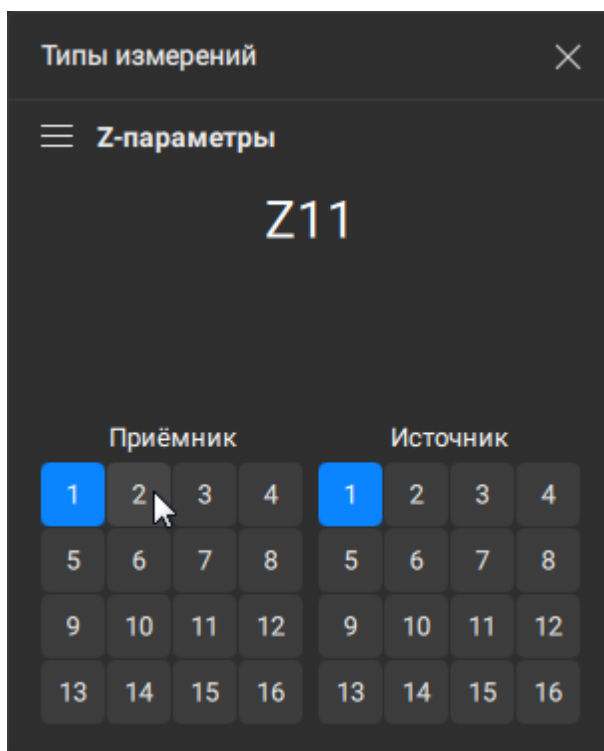 Типы измерений
Z-параметры
Z11
Приёмник Источник
1 2 3 4 1 2 3 4
5 6 7 8 5 6 7 8
9 10 11 12 9 10 11 12
13 14 15 16 13 14 15 16